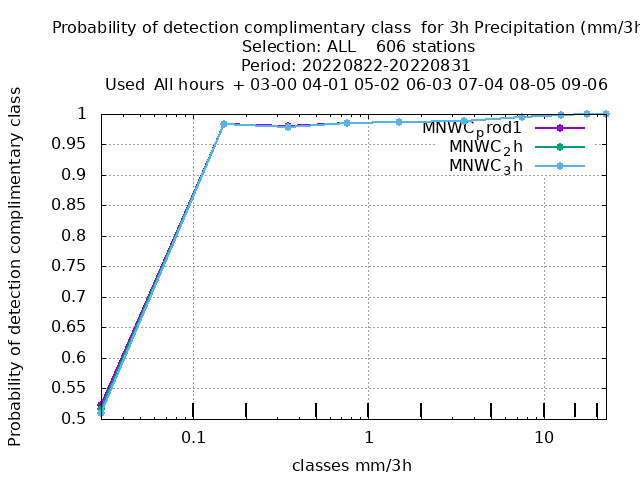 Probability of detection complimentary class  for 3h Precipitation (mm/3h
Selection: ALL    606 stations
Period: 20220822-20220831
Used  All hours  + 03-00 04-01 05-02 06-03 07-04 08-05 09-06
Probability of detection complimentary class
1
0.95
0.9
0.85
0.8
0.75
0.7
0.65
0.6
0.55
0.5
MNWCprod1
MNWC2h
MNWC3h
0.1
1
10
classes mm/3h